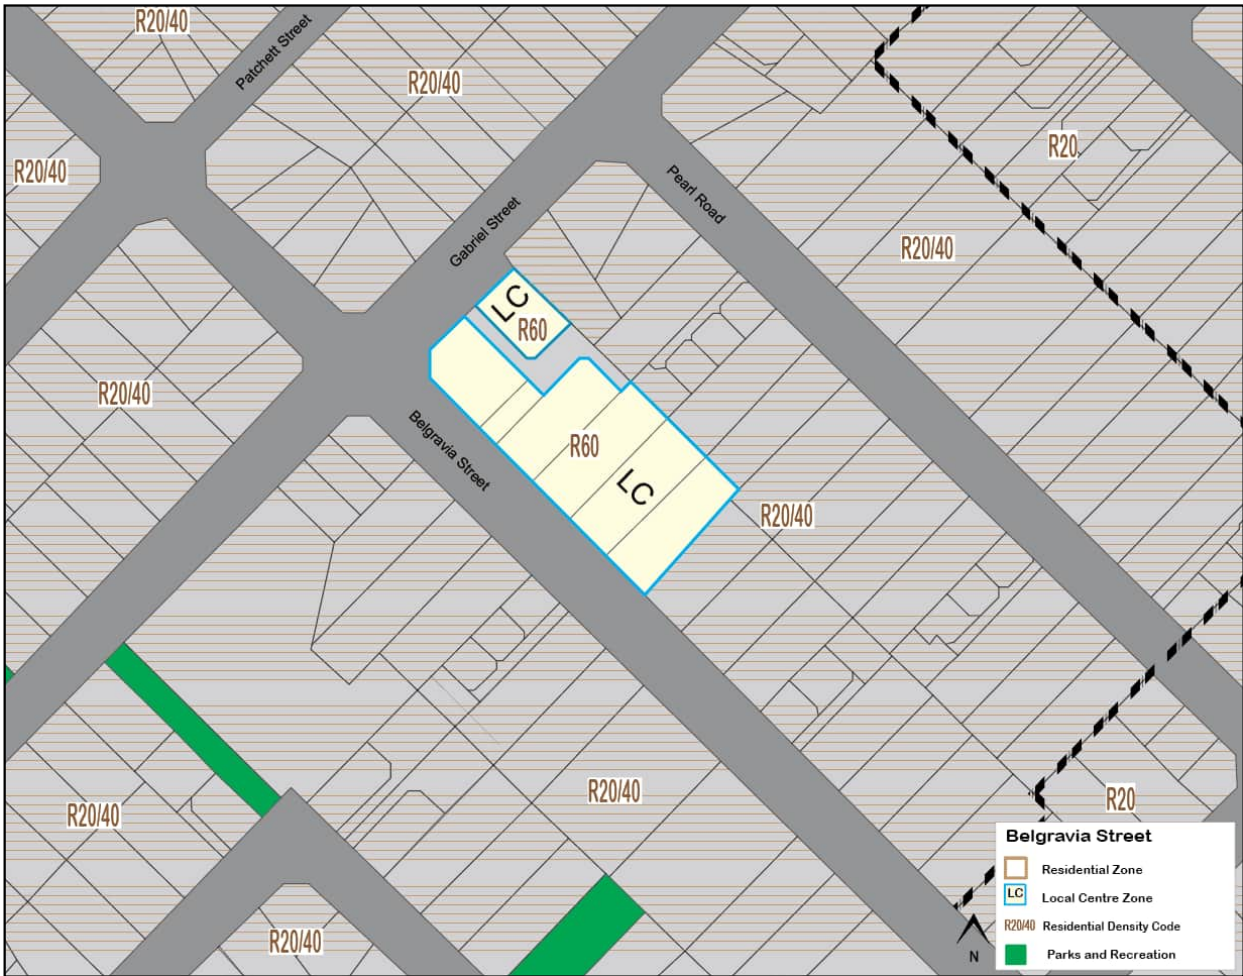 R20/40
Patchett Street
R20/40
R20/40
R20
Pearl Road
Gabriel Street
R20/40
LC
R60
R20/40
Belgravia Street
R60
LC
R20/40
R20/40
R20/40
R20
R20/40
Belgravia Street
Residential Zone
LC Local Centre Zone
R20/40 Residential Density Code
Parks and Recreation
N